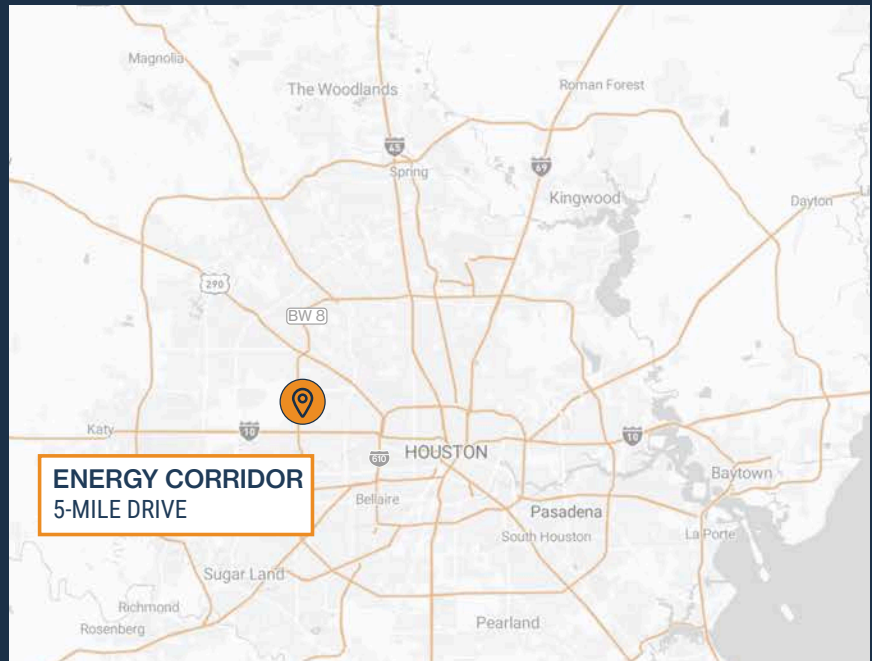 Magnolia
The Woodlands
Roman Forest
45
Spring
69
Kingwood
Dayton
Li
290
BW 8
Katy
10
10
610
HOUSTON
ENERGY CORRIDOR
5-MILE DRIVE
Baytown
Bellaire
Pasadena
South Houston
La Porte
Sugar Land
Richmond
Rosenberg
Pearland